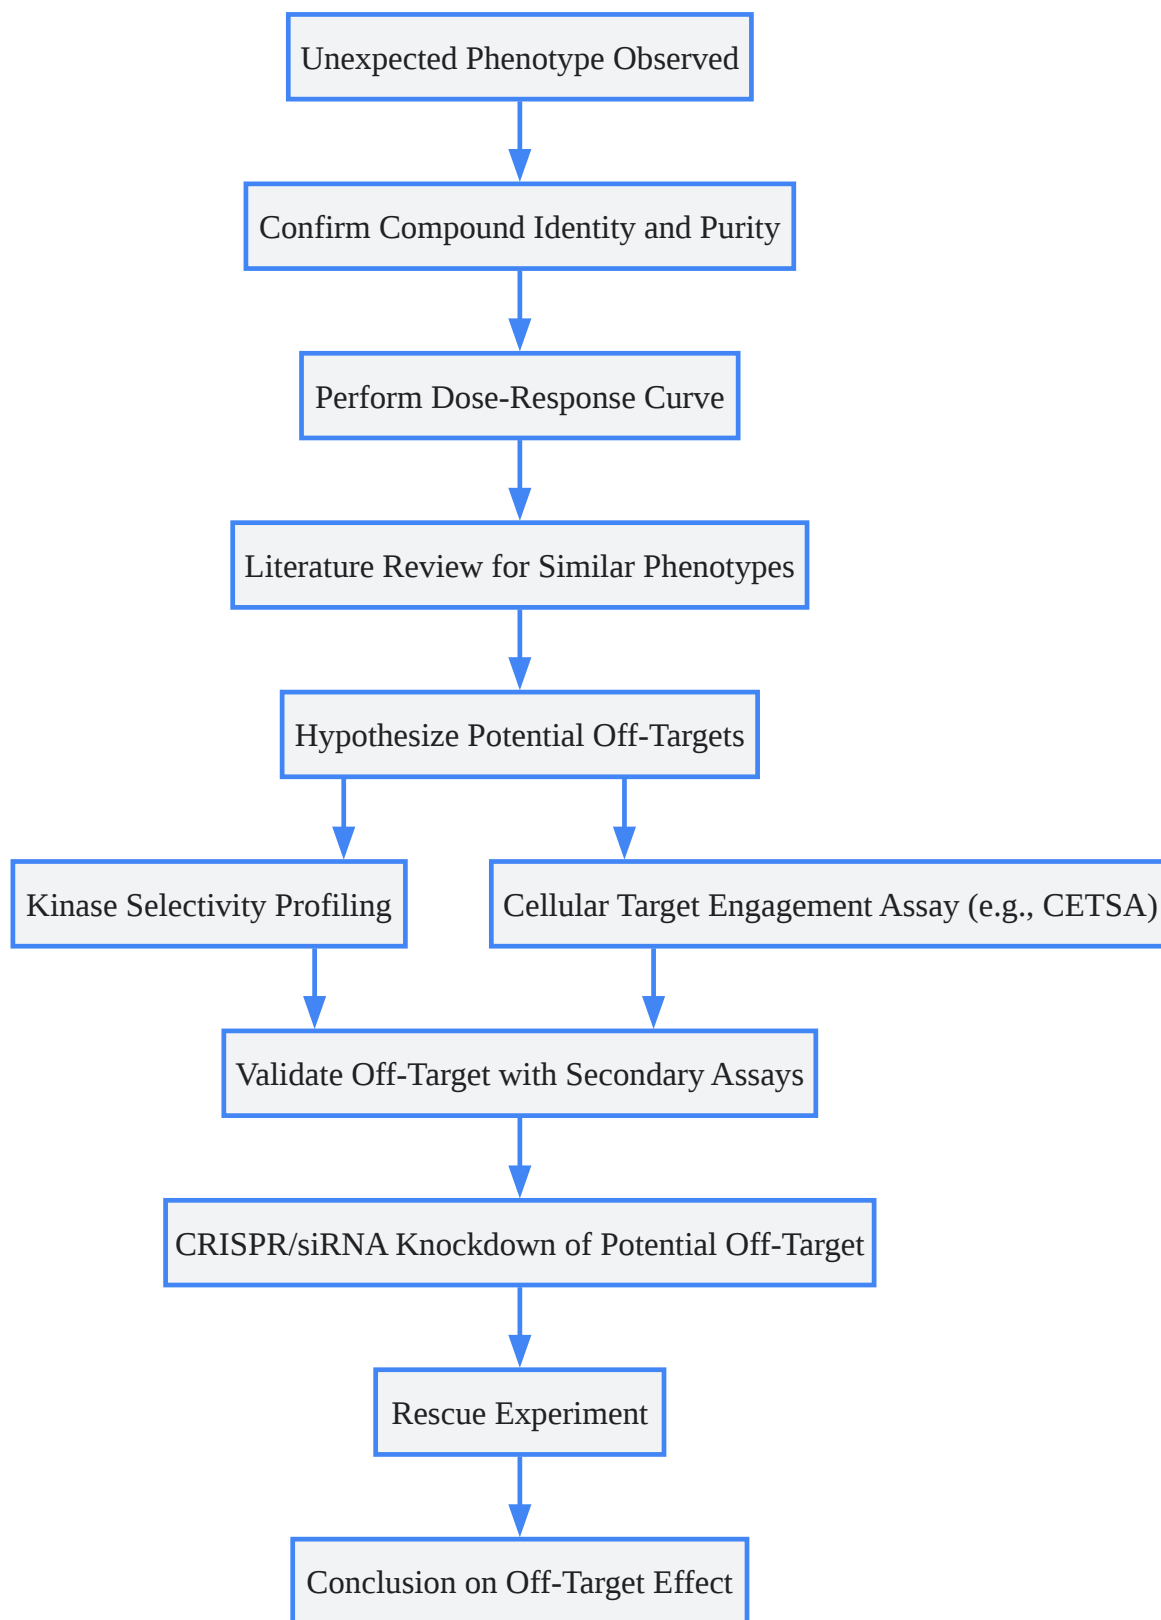 Unexpected Phenotype Observed
Confirm Compound Identity and Purity
Perform Dose-Response Curve
Literature Review for Similar Phenotypes
Hypothesize Potential Off-Targets
Kinase Selectivity Profiling
Cellular Target Engagement Assay (e.g., CETSA)
Validate Off-Target with Secondary Assays
CRISPR/siRNA Knockdown of Potential Off-Target
Rescue Experiment
Conclusion on Off-Target Effect